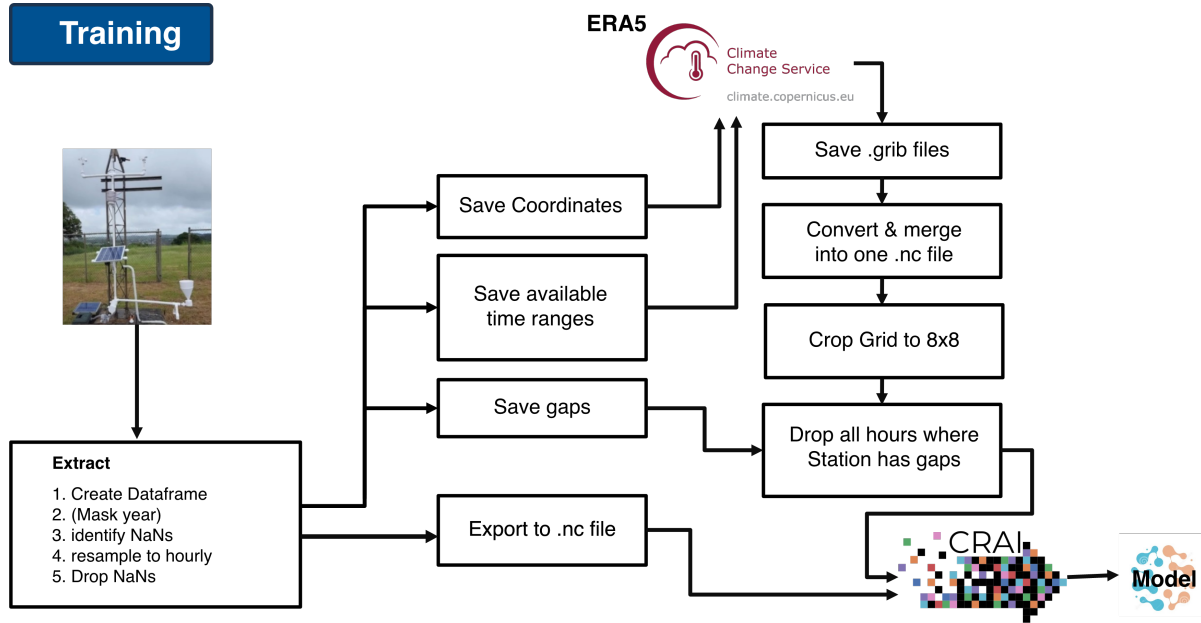 Training
ERA5
Climate
Change Service
climate.copernicus.eu
Save .grib files
Save Coordinates
Convert & merge
into one .nc file
Save available
time ranges
Crop Grid to 8x8
Save gaps
Drop all hours where
Station has gaps
Extract
1. Create Dataframe
2. (Mask year)
3. identify NaNs
4. resample to hourly
5. Drop NaNs
Export to .nc file
CRAI
Model